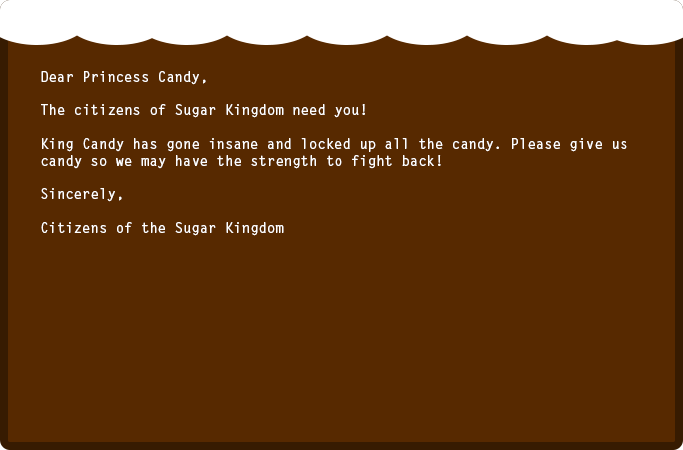 Dear Princess Candy,
The citizens of Sugar Kingdom need you!
King Candy has gone insane and locked up all the candy. Please give us
candy so we may have the strength to fight back!
Sincerely,
Citizens of the Sugar Kingdom